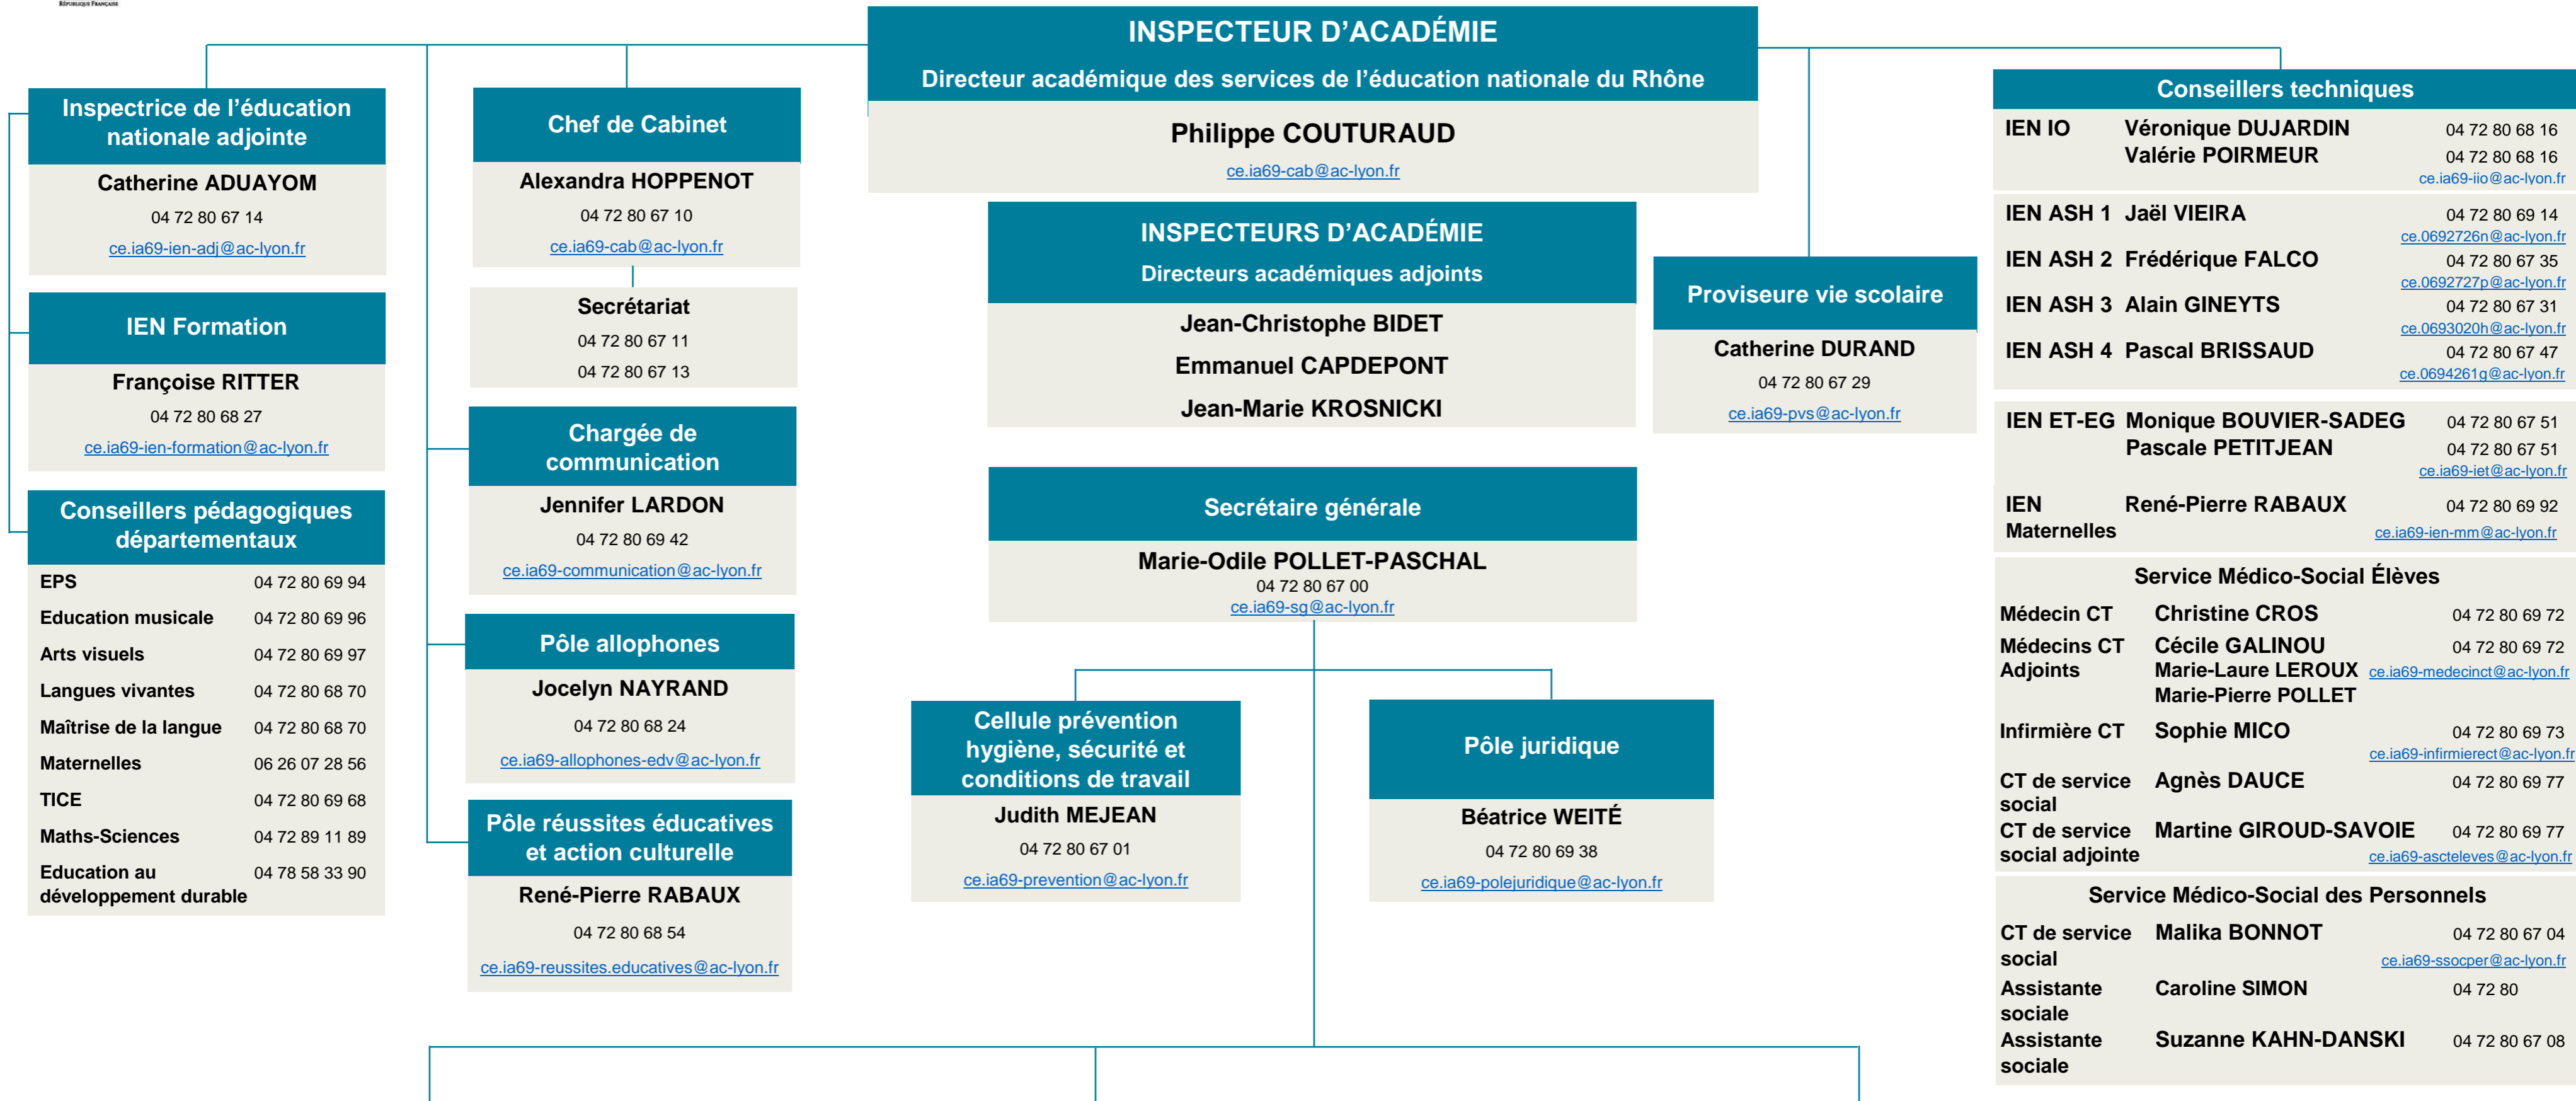 RÉPUBLIQUE FRANÇAISE
INSPECTEUR D’ACADÉMIE
Directeur académique des services de l’éducation nationale du Rhône
Philippe COUTURAUD
ce.ia69-cab@ac-lyon.fr
Inspectrice de l’éducation
nationale adjointe
Catherine ADUAYOM
04 72 80 67 14
ce.ia69-ien-adj@ac-lyon.fr
IEN Formation
Françoise RITTER
04 72 80 68 27
ce.ia69-ien-formation@ac-lyon.fr
Conseillers pédagogiques
départementaux
EPS 04 72 80 69 94
Education musicale 04 72 80 69 96
Arts visuels 04 72 80 69 97
Langues vivantes 04 72 80 68 70
Maîtrise de la langue 04 72 80 68 70
Maternelles 06 26 07 28 56
TICE 04 72 80 69 68
Maths-Sciences 04 72 89 11 89
Education au 04 78 58 33 90
développement durable
Chef de Cabinet
Alexandra HOPPENOT
04 72 80 67 10
ce.ia69-cab@ac-lyon.fr
Secrétariat
04 72 80 67 11
04 72 80 67 13
Chargée de
communication
Jennifer LARDON
04 72 80 69 42
ce.ia69-communication@ac-lyon.fr
Pôle allophones
Jocelyn NAYRAND
04 72 80 68 24
ce.ia69-allophones-edv@ac-lyon.fr
Pôle réussites éducatives
et action culturelle
René-Pierre RABAUX
04 72 80 68 54
ce.ia69-reussites.educatives@ac-lyon.fr
INSPECTEURS D’ACADÉMIE
Directeurs académiques adjoints
Jean-Christophe BIDET
Emmanuel CAPDEPONT
Jean-Marie KROSNICKI
Secrétaire générale
Marie-Odile POLLET-PASCHAL
04 72 80 67 00
ce.ia69-sg@ac-lyon.fr
Cellule prévention
hygiène, sécurité et
conditions de travail
Judith MEJEAN
04 72 80 67 01
ce.ia69-prevention@ac-lyon.fr
Pôle juridique
Béatrice WEITÉ
04 72 80 69 38
ce.ia69-polejuridique@ac-lyon.fr
Proviseure vie scolaire
Catherine DURAND
04 72 80 67 29
ce.ia69-pvs@ac-lyon.fr
Conseillers techniques
IEN IO Véronique DUJARDIN 04 72 80 68 16
Valérie POIRMEUR 04 72 80 68 16
ce.ia69-iio@ac-lyon.fr
IEN ASH 1 Jaël VIEIRA 04 72 80 69 14
ce.0692726n@ac-lyon.fr
IEN ASH 2 Frédérique FALCO 04 72 80 67 35
ce.0692727p@ac-lyon.fr
IEN ASH 3 Alain GINEYTS 04 72 80 67 31
ce.0693020h@ac-lyon.fr
IEN ASH 4 Pascal BRISSAUD 04 72 80 67 47
ce.0694261g@ac-lyon.fr
IEN ET-EG Monique BOUVIER-SADEG 04 72 80 67 51
Pascale PETITJEAN 04 72 80 67 51
ce.ia69-iet@ac-lyon.fr
IEN René-Pierre RABAUX 04 72 80 69 92
Maternelles ce.ia69-ien-mm@ac-lyon.fr
Service Médico-Social Élèves
Médecin CT Christine CROS 04 72 80 69 72
Médecins CT Cécile GALINOU 04 72 80 69 72
Adjoints Marie-Laure LEROUX ce.ia69-medecinct@ac-lyon.fr
Marie-Pierre POLLET
Infirmière CT Sophie MICO 04 72 80 69 73
ce.ia69-infirmierect@ac-lyon.fr
CT de service Agnès DAUCE 04 72 80 69 77
social
CT de service Martine GIROUD-SAVOIE 04 72 80 69 77
social adjointe ce.ia69-ascteleves@ac-lyon.fr
Service Médico-Social des Personnels
CT de service Malika BONNOT 04 72 80 67 04
social ce.ia69-ssocper@ac-lyon.fr
Assistante Caroline SIMON 04 72 80
sociale
Assistante Suzanne KAHN-DANSKI 04 72 80 67 08
sociale